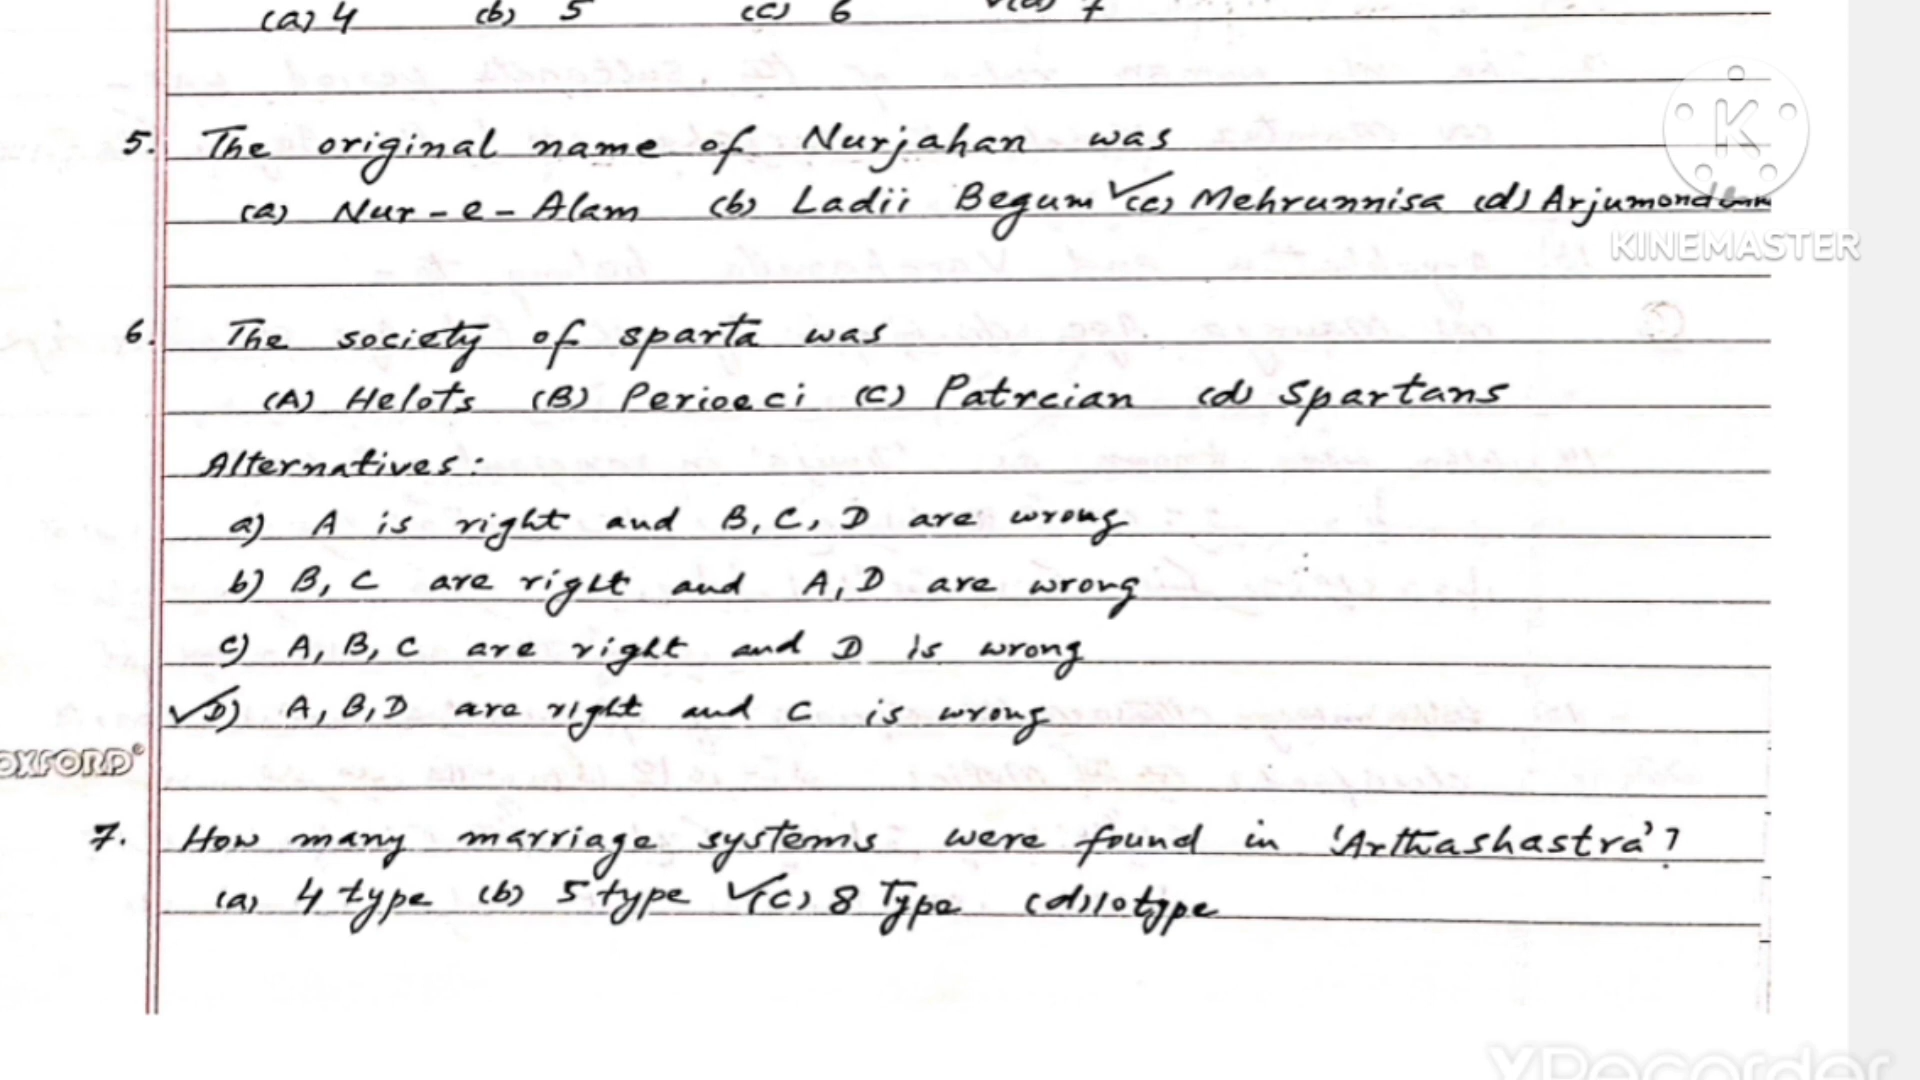 (a) 4 (b) 5 (c) 6 ✓(d) 7
5. The original name of Nurjahan was
(a) Nur-e-Alam (b) Ladii Begum ✓(c) Mehrunnisa (d) Arjumond
KINEMASTER
6. The society of sparta was
(A) Helots (B) Perioeci (C) Patrcian (d) Spartans
Alternatives:
a) A is right and B, C, D are wrong
b) B, C are right and A, D are wrong
c) A, B, C are right and D is wrong
✓D) A, B, D are right and C is wrong
OXFORD®
7. How many marriage systems were found in 'Arthashastra'?
(a) 4 type (b) 5 type ✓(c) 8 Type (d) 10 type
XRecorder